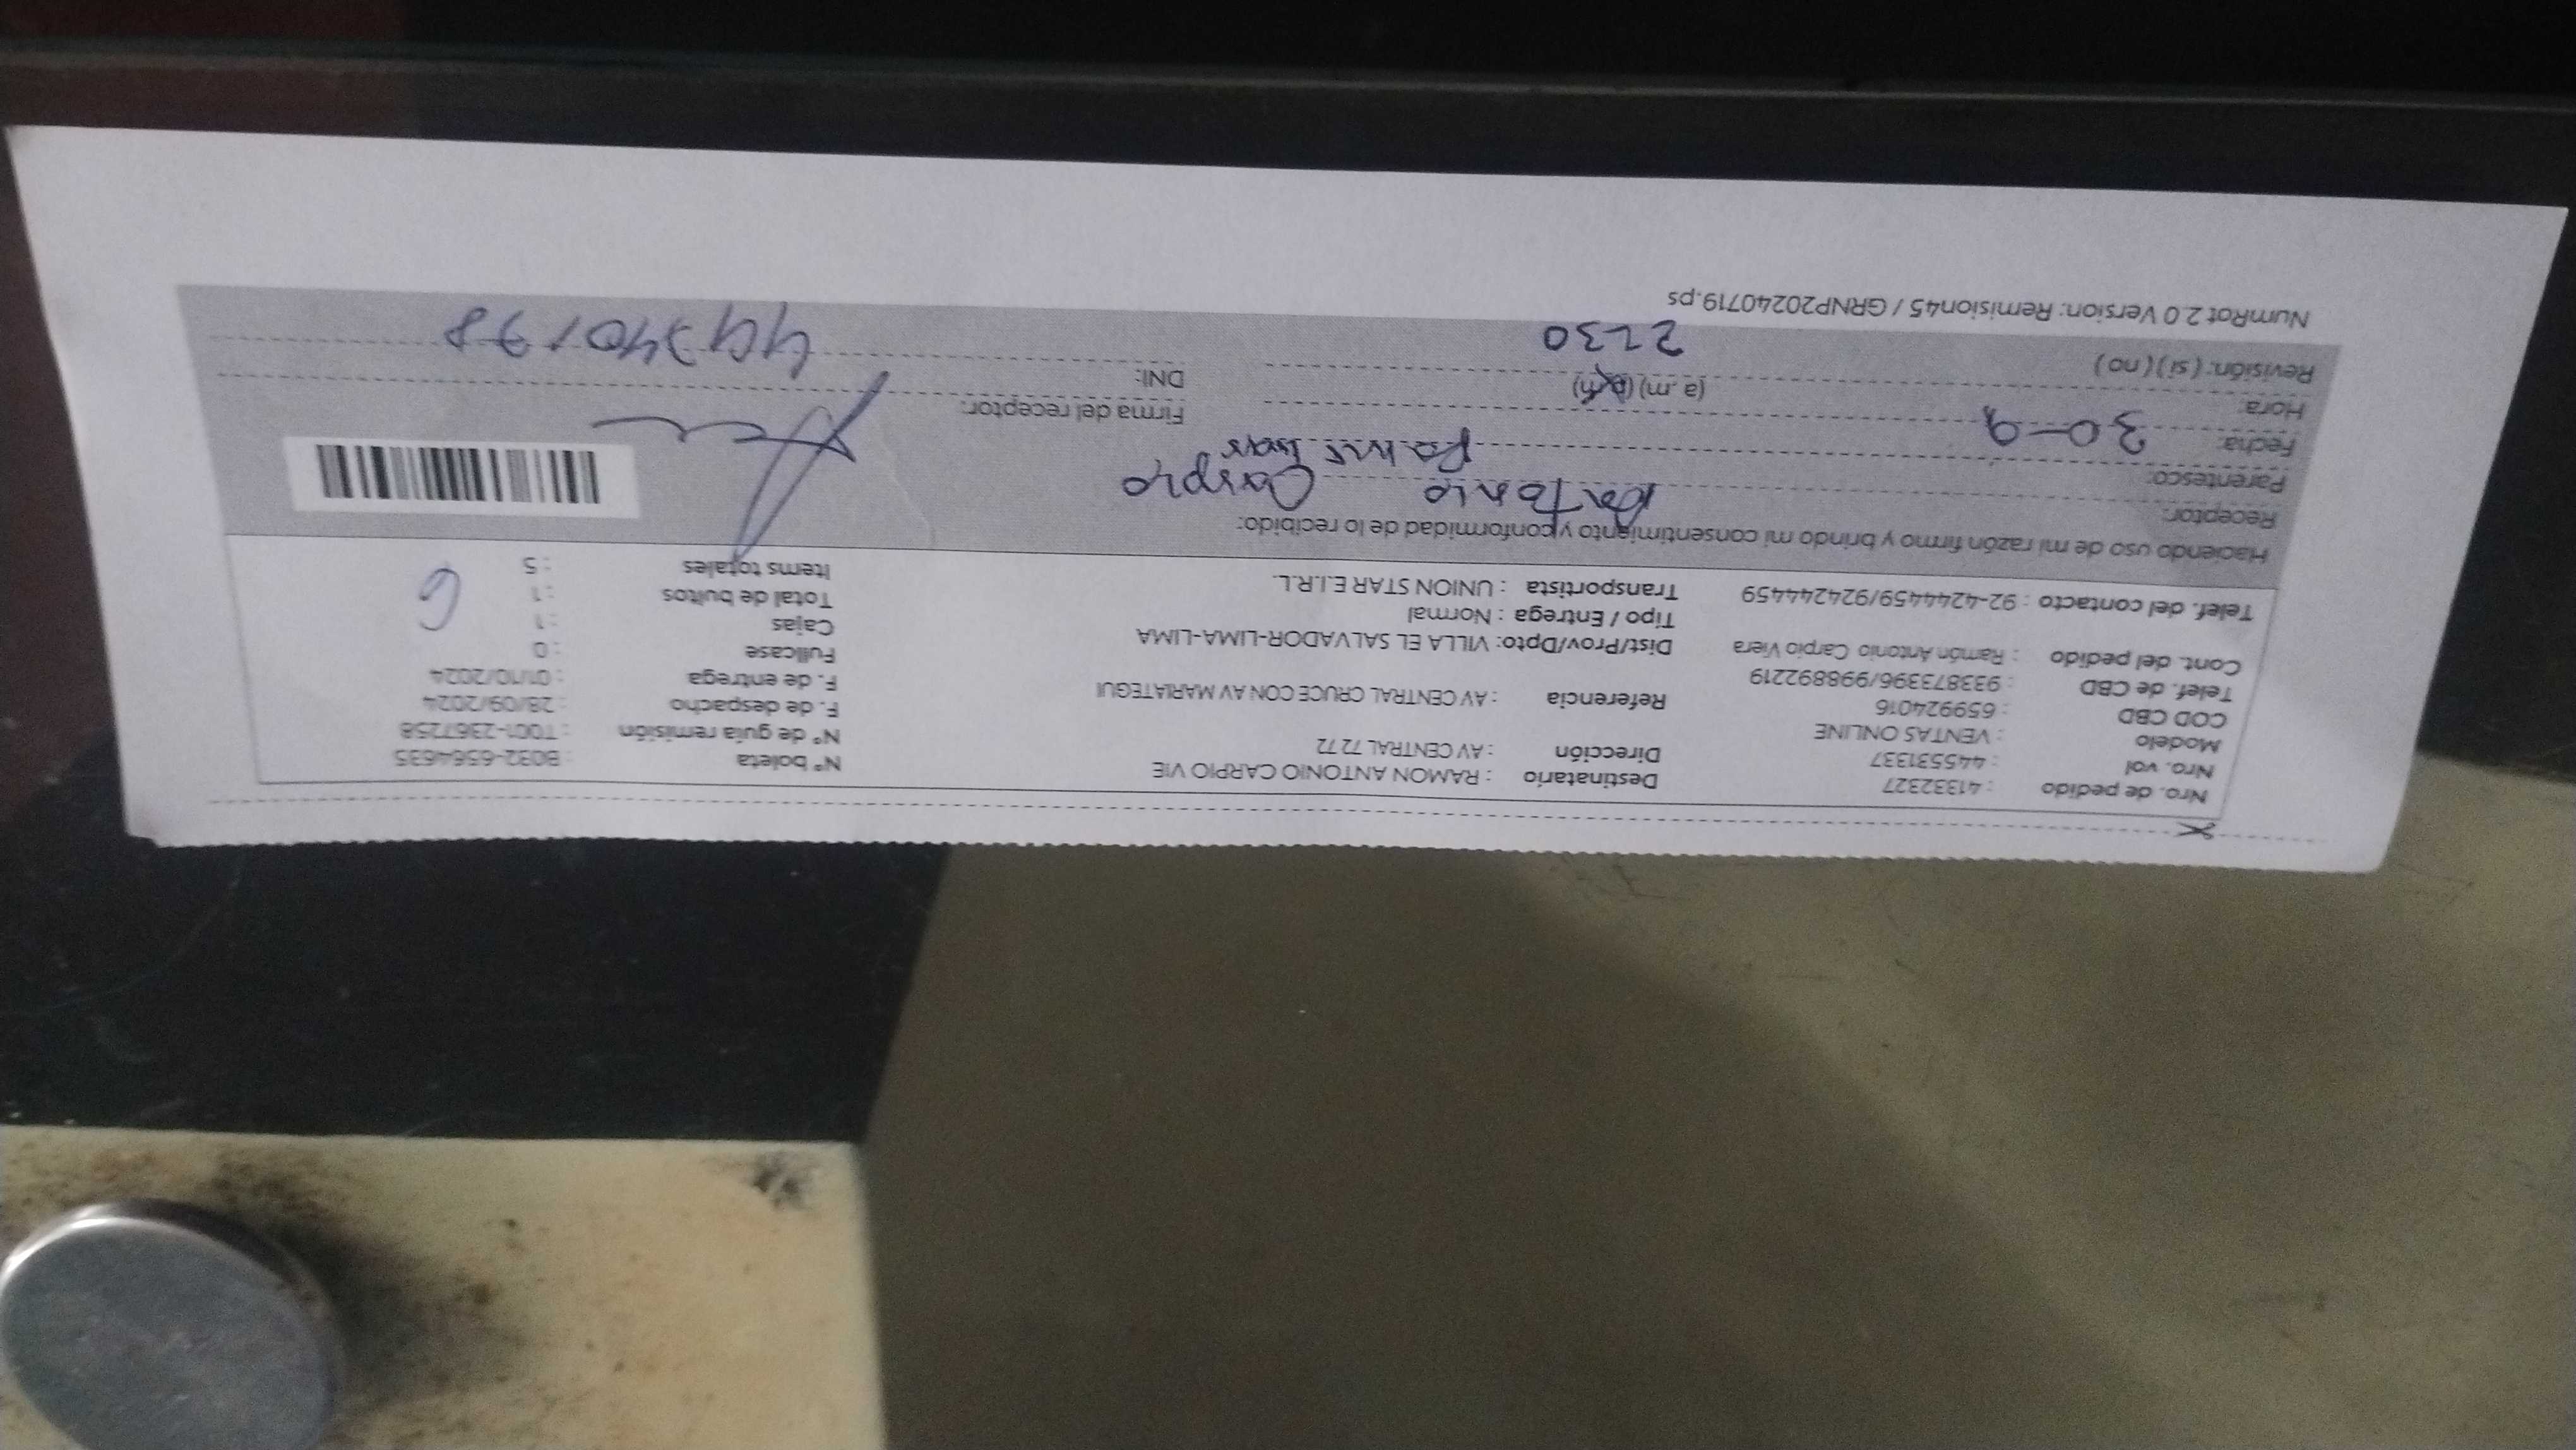 Nro. de pedido : 41332327
Nro. vol : 445531337
Modelo : VENTAS ONLINE
COD CBD : 659924016
Telef. de CBD : 933873396/999889 2219
Cont. del pedido : Ramón Antonio Carpio Viera
Telef. del contacto : 92-4244459/924244459
Destinatario : RAMON ANTONIO CARPIO VIE
Dirección : AV CENTRAL 72 72
Referencia : AV CENTRAL CRUCE CON AV MARIATEGUI
Dist/Prov/Dpto: VILLA EL SALVADOR-LIMA-LIMA
Tipo / Entrega : Normal
Transportista : UNION STAR E.I.R.L.
N° boleta : B032-6564635
N° de guía remisión : T001-2367258
F. de despacho : 28/09/2024
F. de entrega : 01/10/2024
Fullcase : 0
Cajas : 1
Total de bultos : 1
Items totales : 5
6
Haciendo uso de mi razón firmo y brindo mi consentimiento y conformidad de lo recibido:
Receptor: Antonio Carpio
Parentesco:
Fecha: 30-9
Hora: (a.m) (p.m)
Revisión: ( si ) ( no ) 2230
Firma del receptor:
DNI: 44740178
NumRot 2.0 Version: Remision45 / GRNP20240719.ps